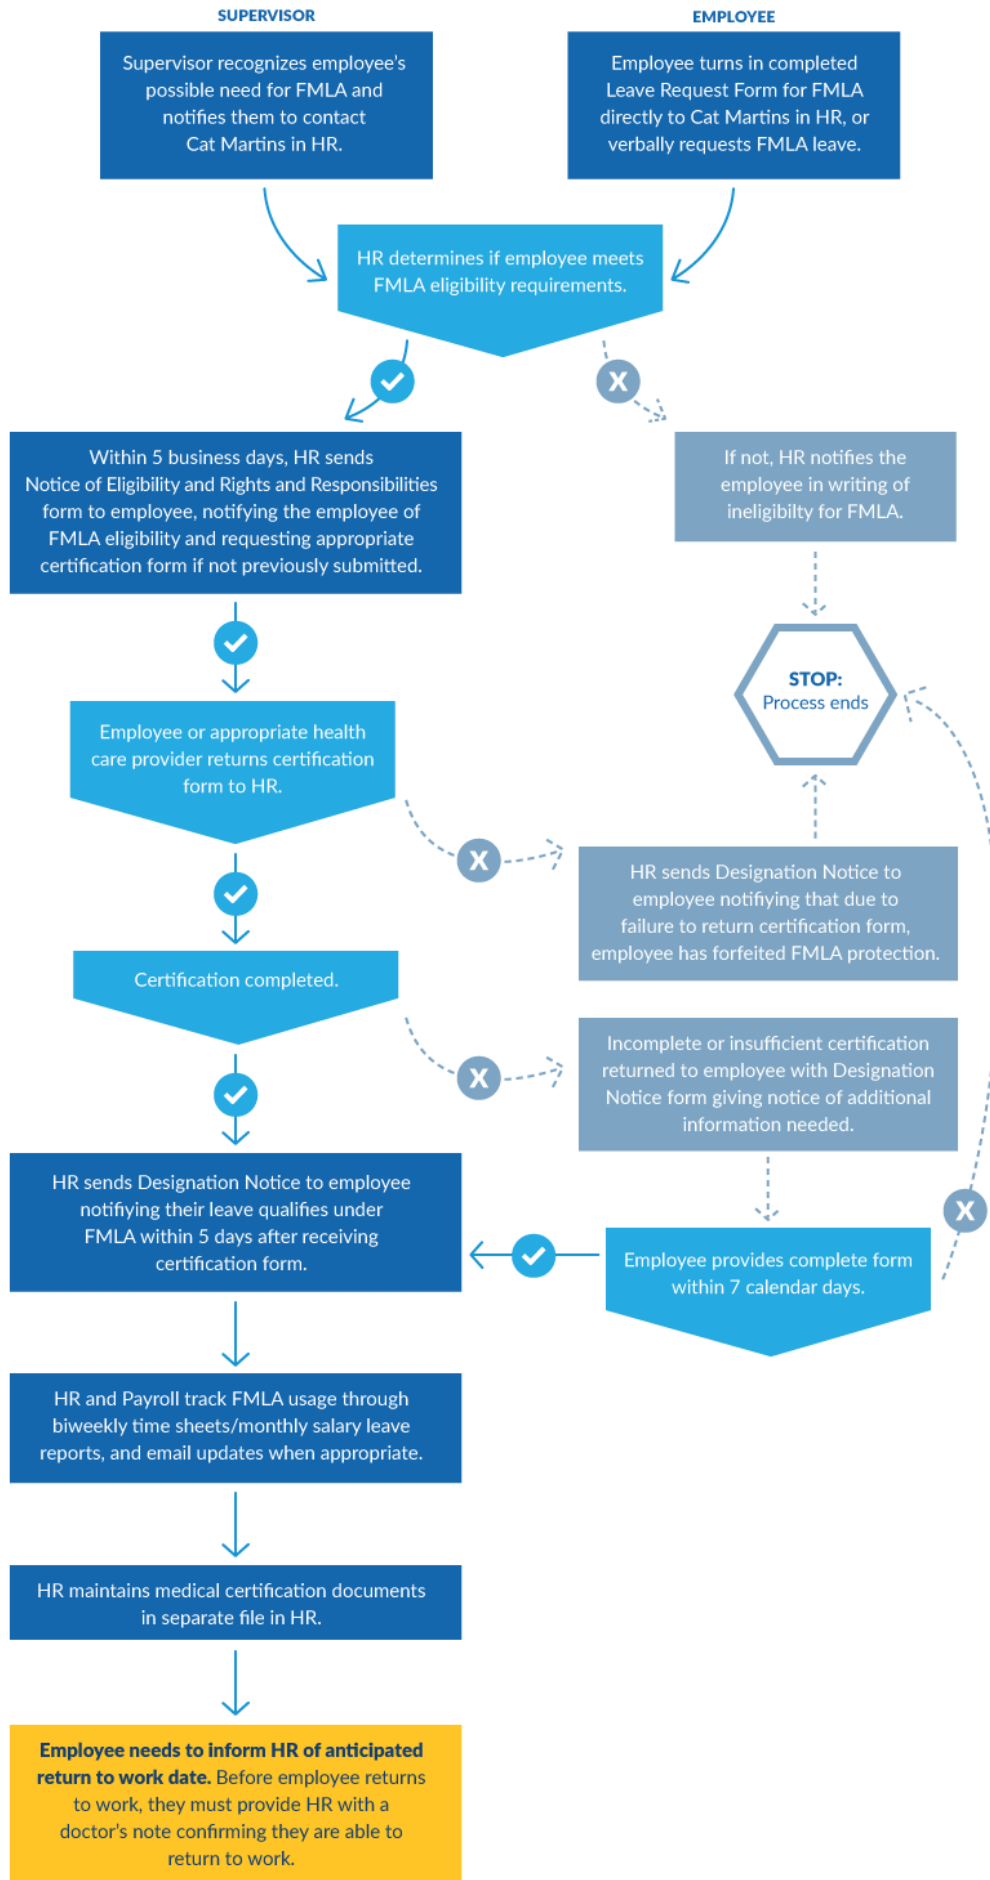 SUPERVISOR
Supervisor recognizes employee's
possible need for FMLA and
notifies them to contact
Cat Martins in HR.
EMPLOYEE
Employee turns in completed
Leave Request Form for FMLA
directly to Cat Martins in HR, or
verbally requests FMLA leave.
HR determines if employee meets
FMLA eligibility requirements.
X
Within 5 business days, HR sends
Notice of Eligibility and Rights and Responsibilities
form to employee, notifying the employee of
FMLA eligibility and requesting appropriate
certification form if not previously submitted.
If not, HR notifies the
employee in writing of
ineligibilty for FMLA.
STOP:
Process ends
Employee or appropriate health
care provider returns certification
form to HR.
X
HR sends Designation Notice to
employee notifiying that due to
failure to return certification form,
employee has forfeited FMLA protection.
Certification completed.
X
Incomplete or insufficient certification
returned to employee with Designation
Notice form giving notice of additional
information needed.
HR sends Designation Notice to employee
notifiying their leave qualifies under
FMLA within 5 days after receiving
certification form.
X
Employee provides complete form
within 7 calendar days.
HR and Payroll track FMLA usage through
biweekly time sheets/monthly salary leave
reports, and email updates when appropriate.
HR maintains medical certification documents
in separate file in HR.
Employee needs to inform HR of anticipated
return to work date. Before employee returns
to work, they must provide HR with a
doctor's note confirming they are able to
return to work.